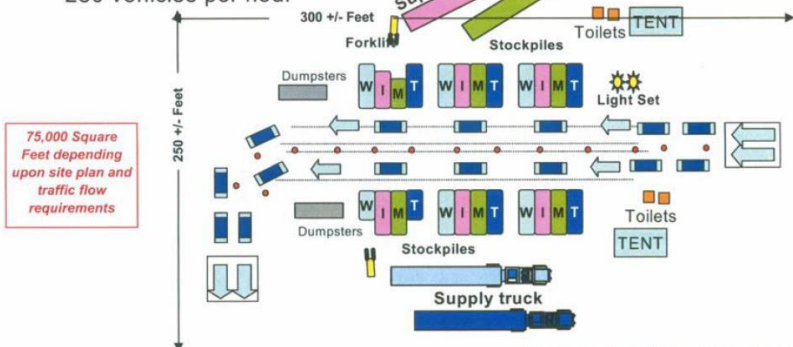 300 +/- Feet
Forklift
Stockpiles
Toilets
TENT
Dumpsters
W I M T
W I M T
W I M T
Light Set
250 +/- Feet
75,000 Square
Feet depending
upon site plan and
traffic flow
requirements
Dumpsters
W I M T
W I M T
W I M T
Toilets
TENT
Stockpiles
Supply truck